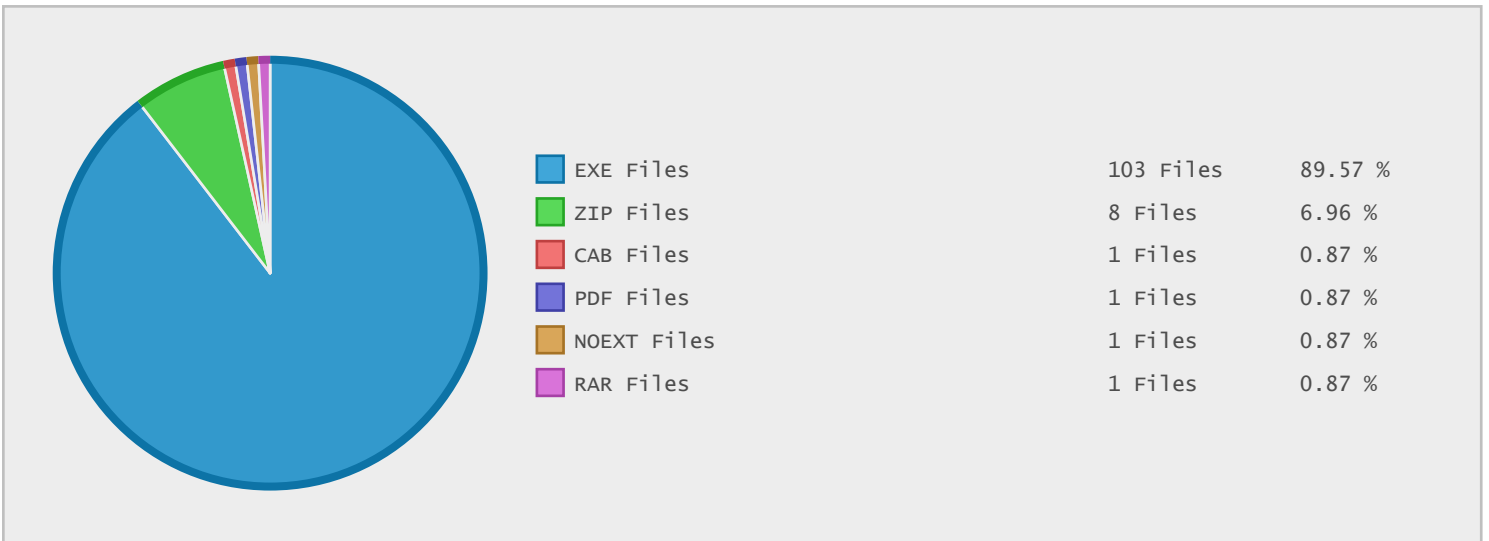 EXE Files 103 Files 89.57 %
ZIP Files 8 Files 6.96 %
CAB Files 1 Files 0.87 %
PDF Files 1 Files 0.87 %
NOEXT Files 1 Files 0.87 %
RAR Files 1 Files 0.87 %